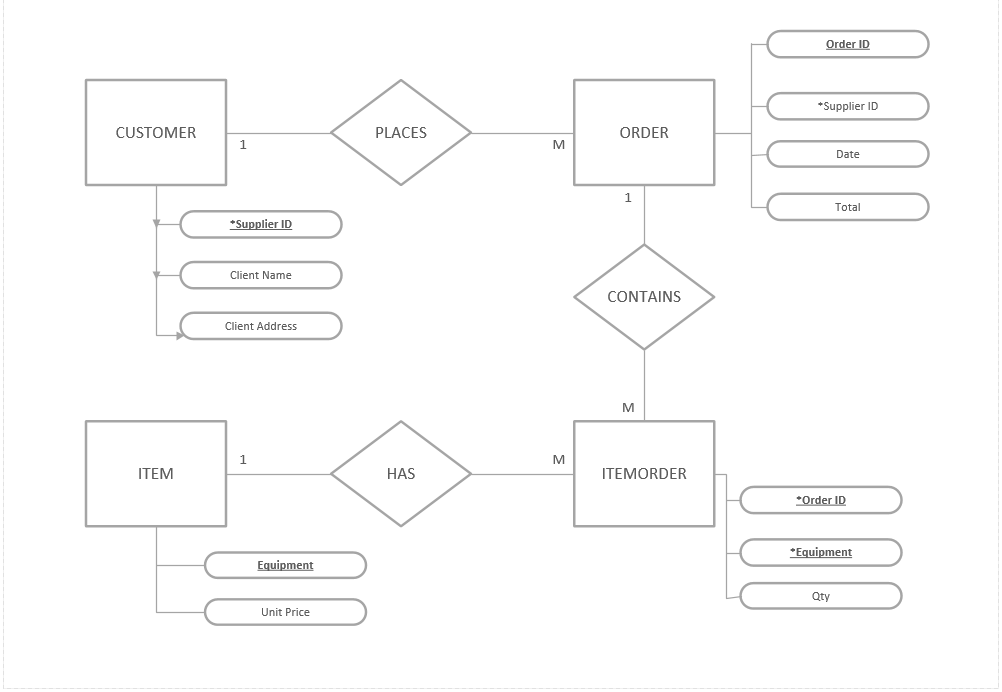 Order ID
*Supplier ID
Date
Total
CUSTOMER
1
PLACES
M
ORDER
*Supplier ID
Client Name
Client Address
1
CONTAINS
M
ITEM
1
HAS
M
ITEMORDER
Equipment
Unit Price
*Order ID
*Equipment
Qty